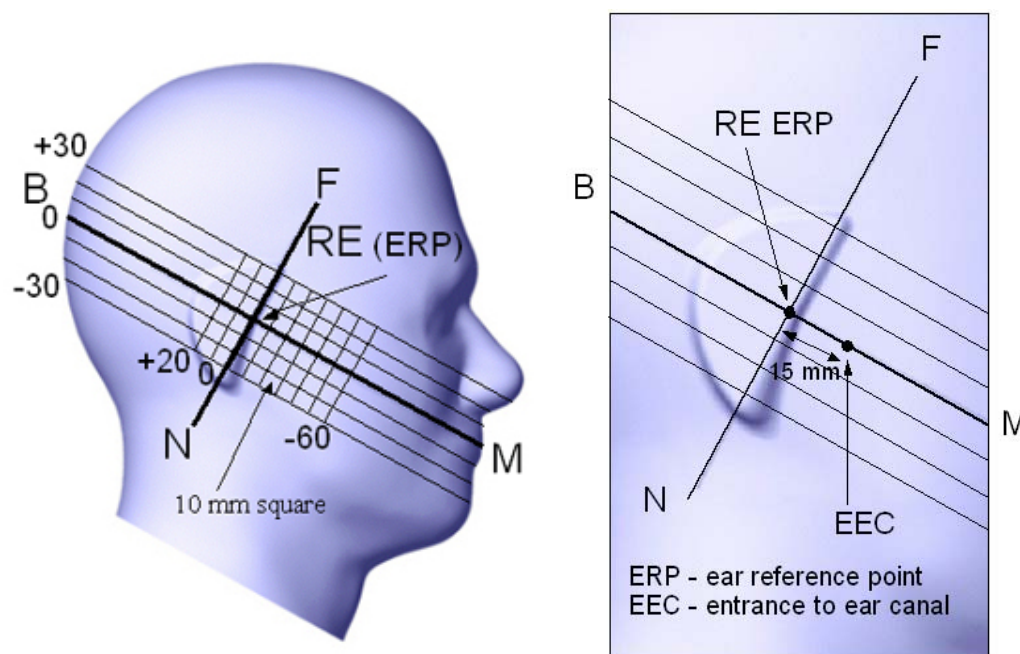 +30
B
0
-30
F
RE (ERP)
+20
0
N
-60
M
10 mm square
F
RE ERP
B
15 mm
M
N
EEC
ERP - ear reference point
EEC - entrance to ear canal